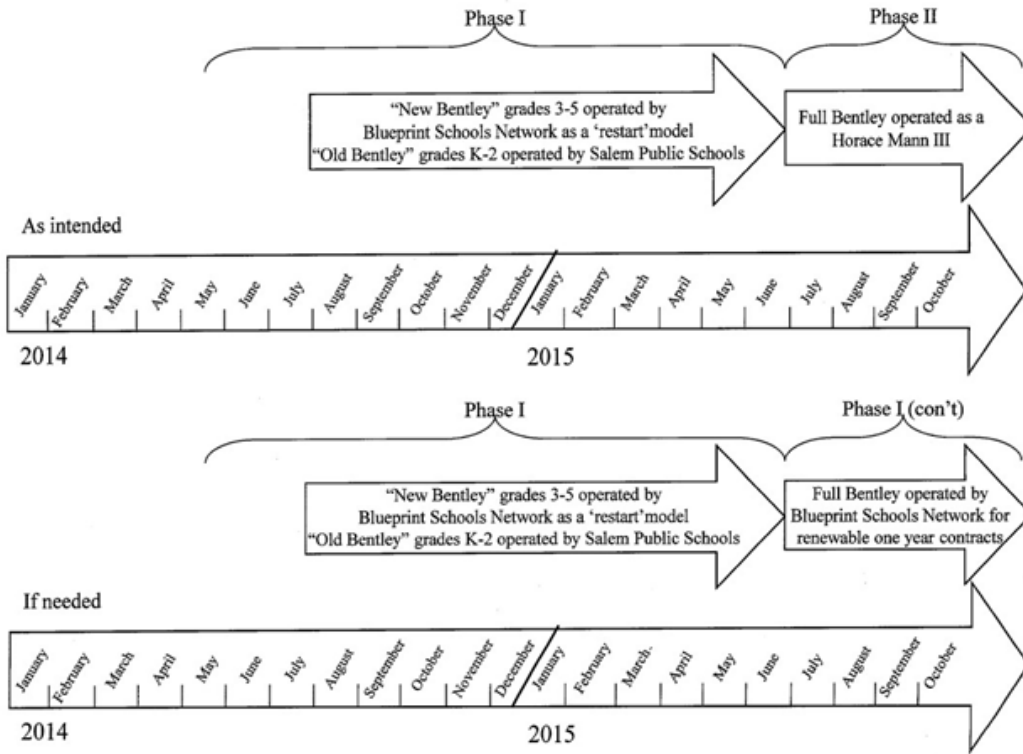 Phase I
Phase II
“New Bentley” grades 3-5 operated by
Blueprint Schools Network as a ‘restart’model
“Old Bentley” grades K-2 operated by Salem Public Schools
Full Bentley operated as a
Horace Mann III
As intended
January
February
March
April
May
June
July
August
September
October
November
December
January
February
March
April
May
June
July
August
September
October
2014
2015
Phase I
Phase I (con’t)
“New Bentley” grades 3-5 operated by
Blueprint Schools Network as a ‘restart’model
“Old Bentley” grades K-2 operated by Salem Public Schools
Full Bentley operated by
Blueprint Schools Network for
renewable one year contracts
If needed
January
February
March
April
May
June
July
August
September
October
November
December
January
February
March.
April
May
June
July
August
September
October
2014
2015